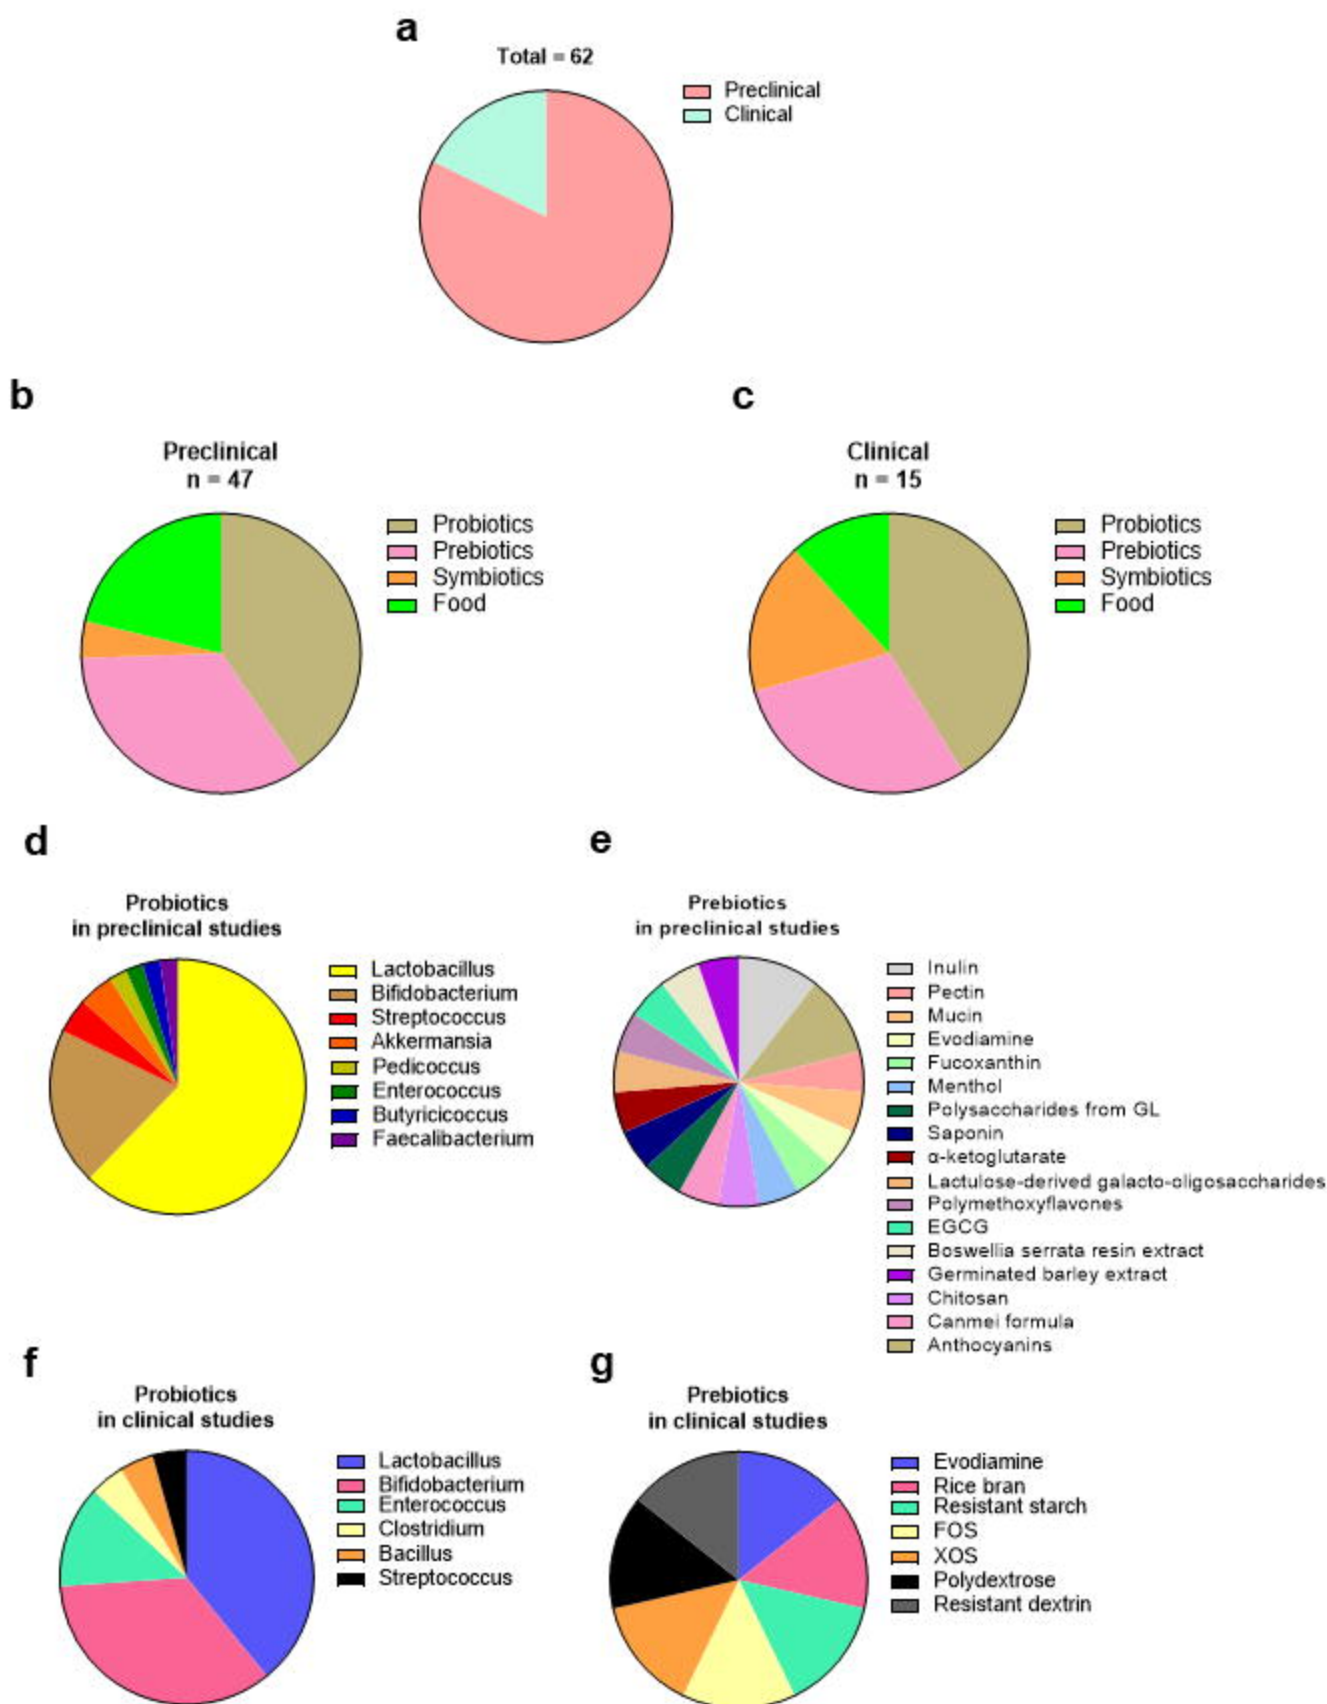 a
Total = 62
Preclinical
Clinical
b
Preclinical
n = 47
Probiotics
Prebiotics
Symbiotics
Food
c
Clinical
n = 15
Probiotics
Prebiotics
Symbiotics
Food
d
Probiotics
in preclinical studies
Lactobacillus
Bifidobacterium
Streptococcus
Akkermansia
Pedicoccus
Enterococcus
Butyricicoccus
Faecalibacterium
e
Prebiotics
in preclinical studies
Inulin
Pectin
Mucin
Evodiamine
Fucoxanthin
Menthol
Polysaccharides from GL
Saponin
α-ketoglutarate
Lactulose-derived galacto-oligosaccharides
Polymethoxyflavones
EGCG
Boswellia serrata resin extract
Germinated barley extract
Chitosan
Canmei formula
Anthocyanins
f
Probiotics
in clinical studies
Lactobacillus
Bifidobacterium
Enterococcus
Clostridium
Bacillus
Streptococcus
g
Prebiotics
in clinical studies
Evodiamine
Rice bran
Resistant starch
FOS
XOS
Polydextrose
Resistant dextrin